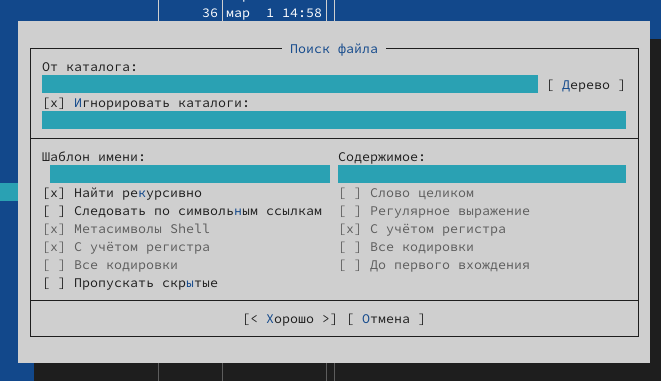 36 мар  1 14:58
Поиск файла
От каталога:
[ Дерево ]
[x] Игнорировать каталоги:
Шаблон имени: Содержимое:
[x] Найти рекурсивно [ ] Слово целиком
[ ] Следовать по символьным ссылкам [ ] Регулярное выражение
[x] Метасимволы Shell [x] С учётом регистра
[x] С учётом регистра [ ] Все кодировки
[ ] Все кодировки [ ] До первого вхождения
[ ] Пропускать скрытые
[< Хорошо >] [ Отмена ]